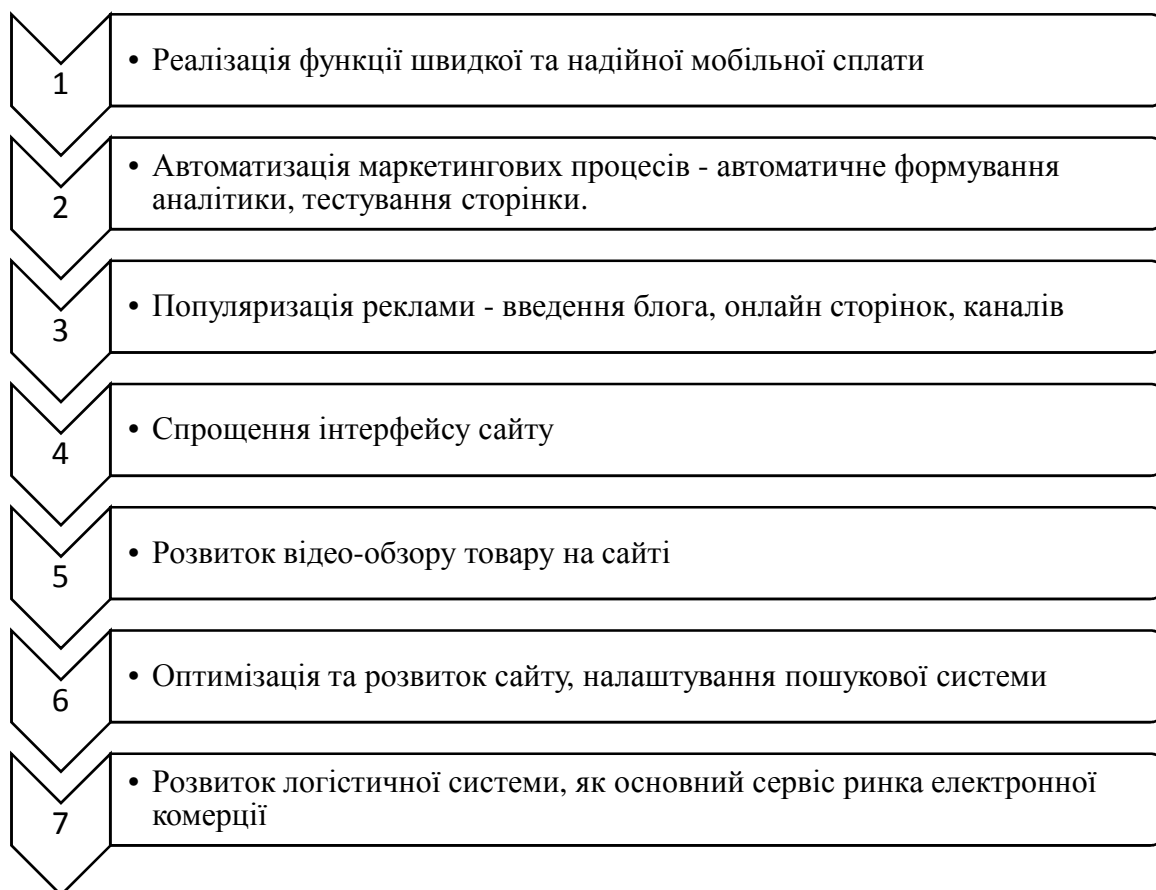 1
• Реалізація функції швидкої та надійної мобільної сплати
2
• Автоматизація маркетингових процесів - автоматичне формування
аналітики, тестування сторінки.
3
• Популяризація реклами - введення блога, онлайн сторінок, каналів
4
• Спрощення інтерфейсу сайту
5
• Розвиток відео-обзору товару на сайті
6
• Оптимізація та розвиток сайту, налаштування пошукової системи
7
• Розвиток логістичної системи, як основний сервіс ринка електронної
комерції